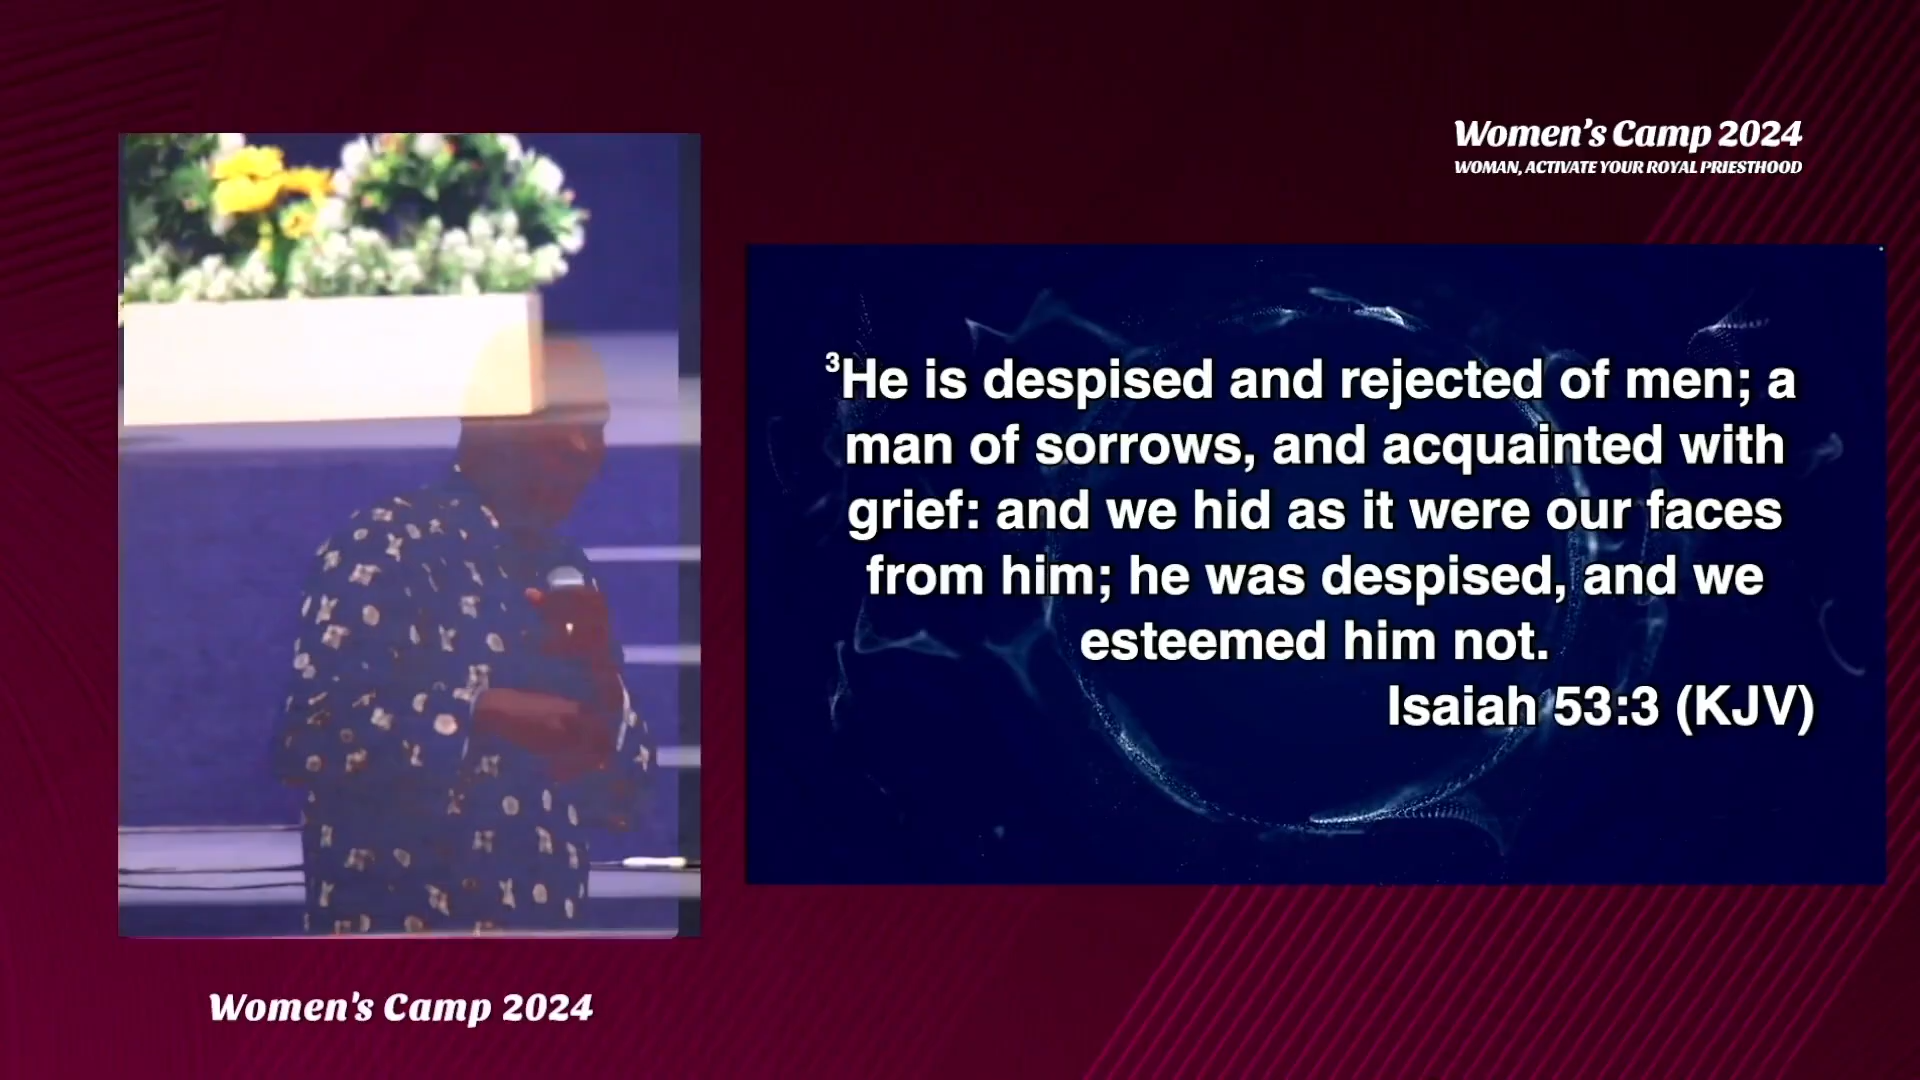 Women's Camp 2024
WOMAN, ACTIVATE YOUR ROYAL PRIESTHOOD
³He is despised and rejected of men; a
man of sorrows, and acquainted with
grief: and we hid as it were our faces
from him; he was despised, and we
esteemed him not.
Isaiah 53:3 (KJV)
Women's Camp 2024